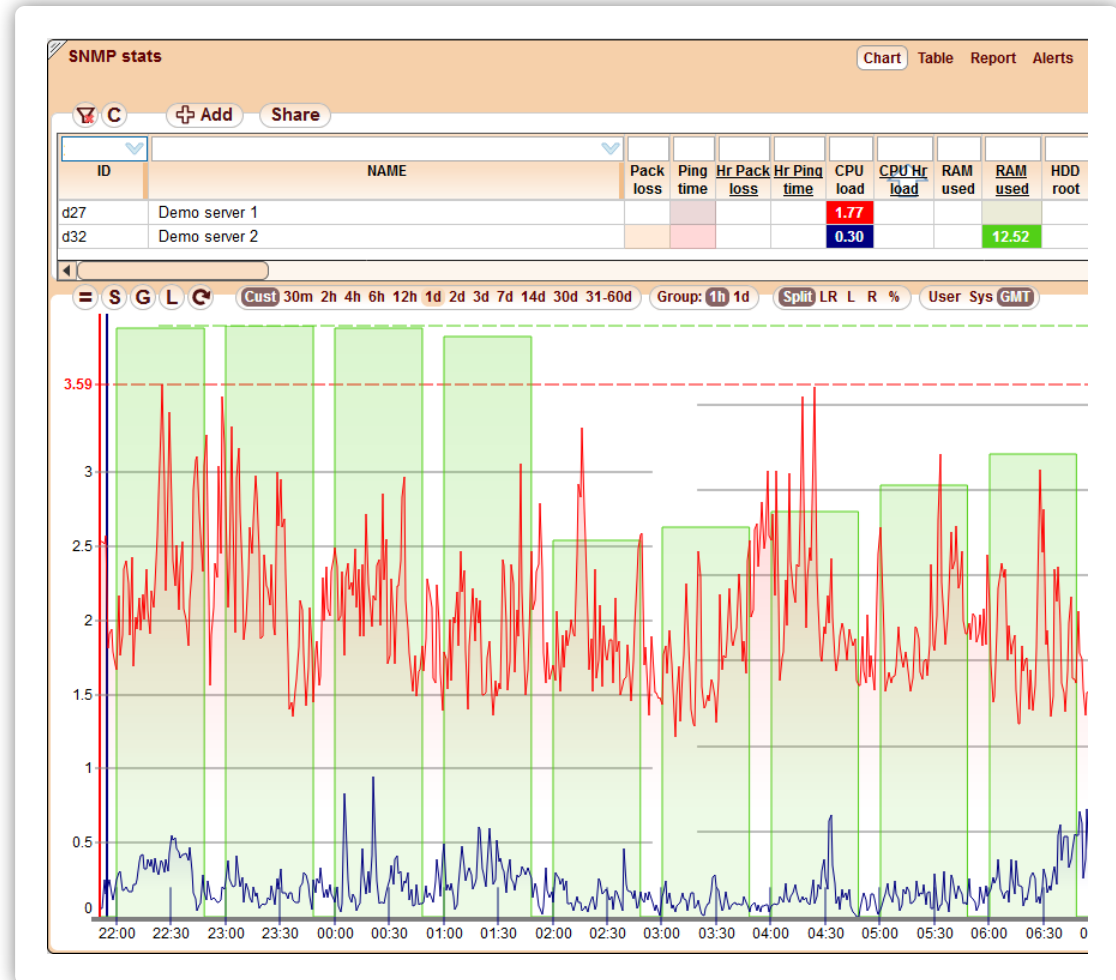 SNMP stats Chart Table Report Alerts
C Add Share
ID NAME Pack loss Ping time Hr Pack loss Hr Ping time CPU load CPU Hr load RAM used RAM used HDD root
d27 Demo server 1 1.77
d32 Demo server 2 0.30 12.52
= S G L Cust 30m 2h 4h 6h 12h 1d 2d 3d 7d 14d 30d 31-60d Group: 1h 1d Split LR L R % User Sys GMT
3.59
3
2.5
2
1.5
1
0.5
0
22:00 22:30 23:00 23:30 00:00 00:30 01:00 01:30 02:00 02:30 03:00 03:30 04:00 04:30 05:00 05:30 06:00 06:30 0